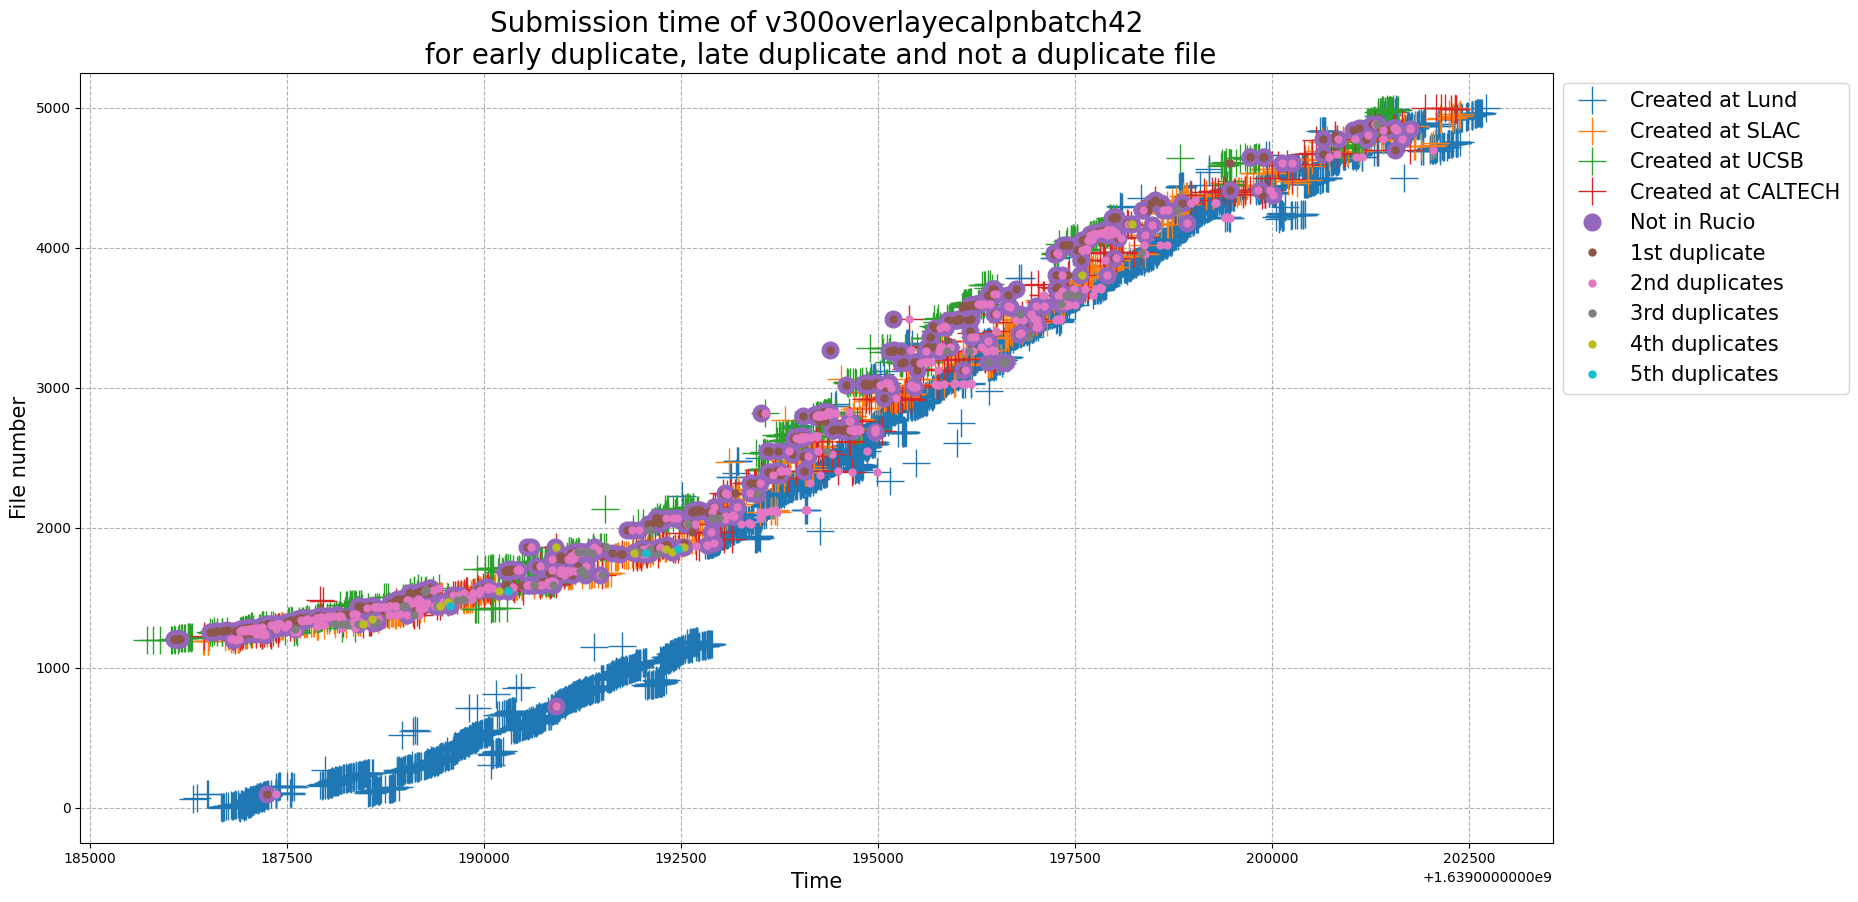 Submission time of v300overlayecalpnbatch42
for early duplicate, late duplicate and not a duplicate file
File number
5000
4000
3000
2000
1000
0
185000
187500
190000
192500
195000
197500
200000
202500
+1.6390000000e9
Time
Created at Lund
Created at SLAC
Created at UCSB
Created at CALTECH
Not in Rucio
1st duplicate
2nd duplicates
3rd duplicates
4th duplicates
5th duplicates